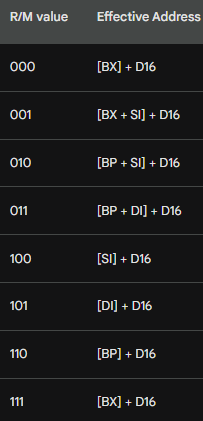 R/M value Effective Address
000 [BX] + D16
001 [BX + SI] + D16
010 [BP + SI] + D16
011 [BP + DI] + D16
100 [SI] + D16
101 [DI] + D16
110 [BP] + D16
111 [BX] + D16